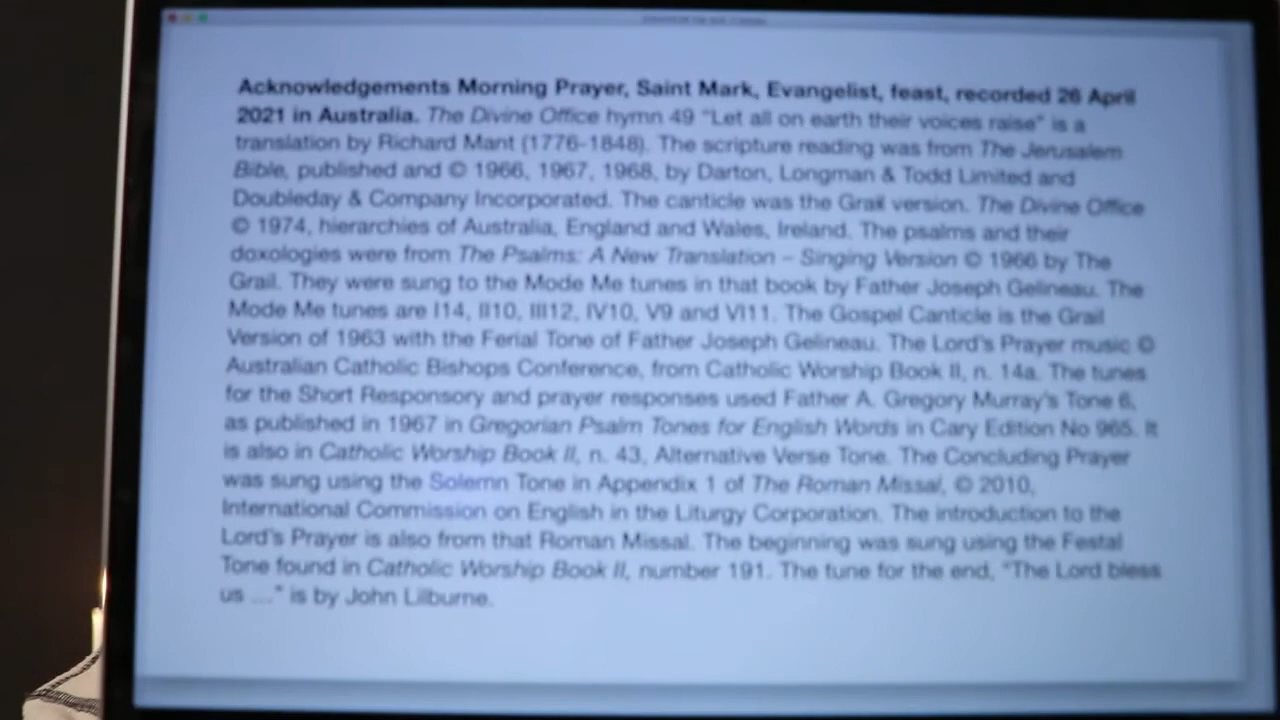 Acknowledgements Morning Prayer, Saint Mark, Evangelist, feast, recorded 26 April
2021 in Australia. The Divine Office hymn 49 "Let all on earth their voices raise" is a
translation by Richard Mant (1776-1848). The scripture reading was from The Jerusalem
Bible, published and © 1966, 1967, 1968, by Darton, Longman & Todd Limited and
Doubleday & Company Incorporated. The canticle was the Grail version. The Divine Office
© 1974, hierarchies of Australia, England and Wales, Ireland. The psalms and their
doxologies were from The Psalms: A New Translation – Singing Version © 1966 by The
Grail. They were sung to the Mode Me tunes in that book by Father Joseph Gelineau. The
Mode Me tunes are I14, II10, III12, IV10, V9 and VI11. The Gospel Canticle is the Grail
Version of 1963 with the Ferial Tone of Father Joseph Gelineau. The Lord's Prayer music ©
Australian Catholic Bishops Conference, from Catholic Worship Book II, n. 14a. The tunes
for the Short Responsory and prayer responses used Father A. Gregory Murray's Tone 6,
as published in 1967 in Gregorian Psalm Tones for English Words in Cary Edition No 965. It
is also in Catholic Worship Book II, n. 43, Alternative Verse Tone. The Concluding Prayer
was sung using the Solemn Tone in Appendix 1 of The Roman Missal, © 2010,
International Commission on English in the Liturgy Corporation. The introduction to the
Lord's Prayer is also from that Roman Missal. The beginning was sung using the Festal
Tone found in Catholic Worship Book II, number 191. The tune for the end, "The Lord bless
us ...." is by John Lilburne.